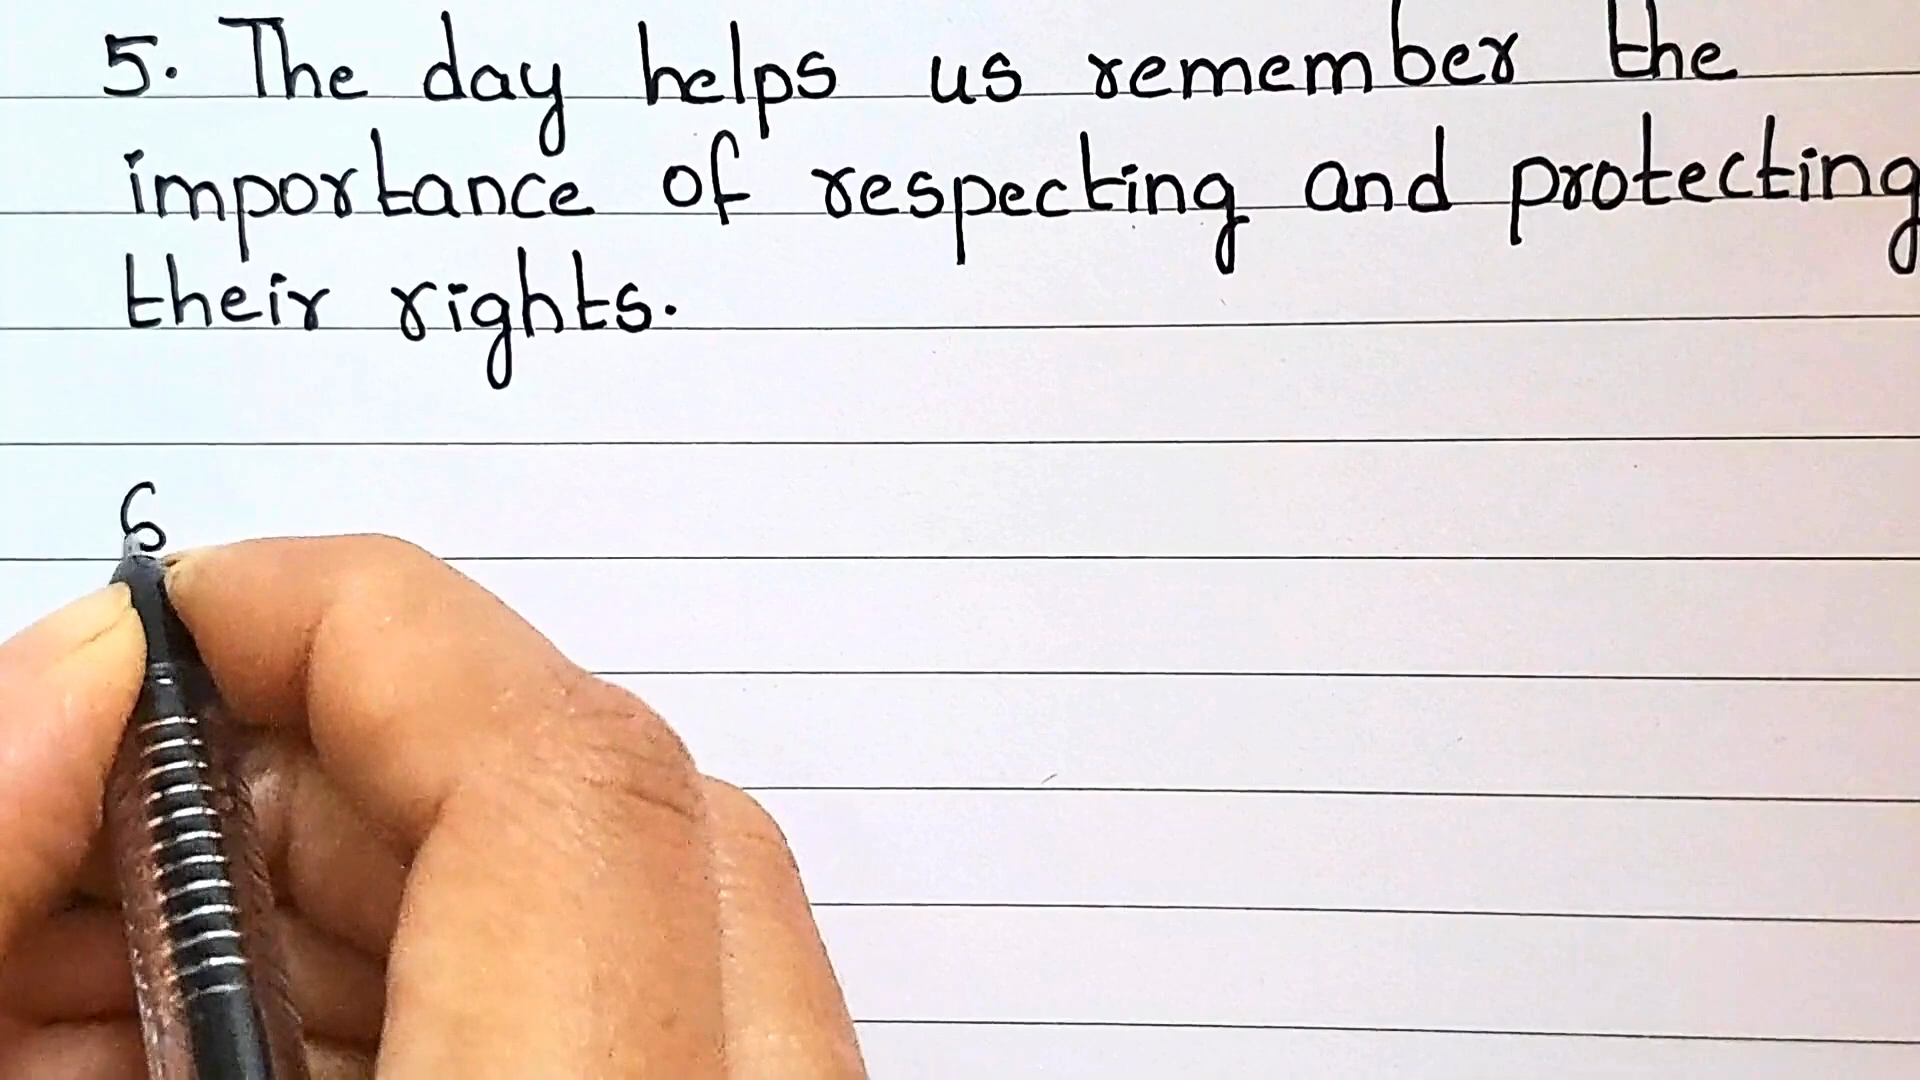 5. The day helps us remember the
importance of respecting and protecting
their rights.
6